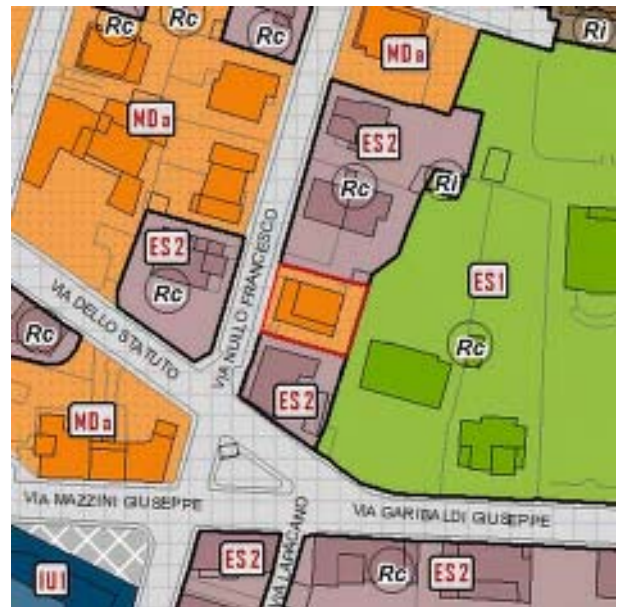 Rc
Rc
Rc
Ri
MDa
MDa
ES2
Rc
Ri
ES2
Rc
VIA NULLO FRANCESCO
ES1
VIA DELLO STATUTO
Rc
Rc
ES2
MDa
VIA MAZZINI GIUSEPPE
VIA LAPACANO
VIA GARIBALDI GIUSEPPE
ES2
Rc
ES2
IU1